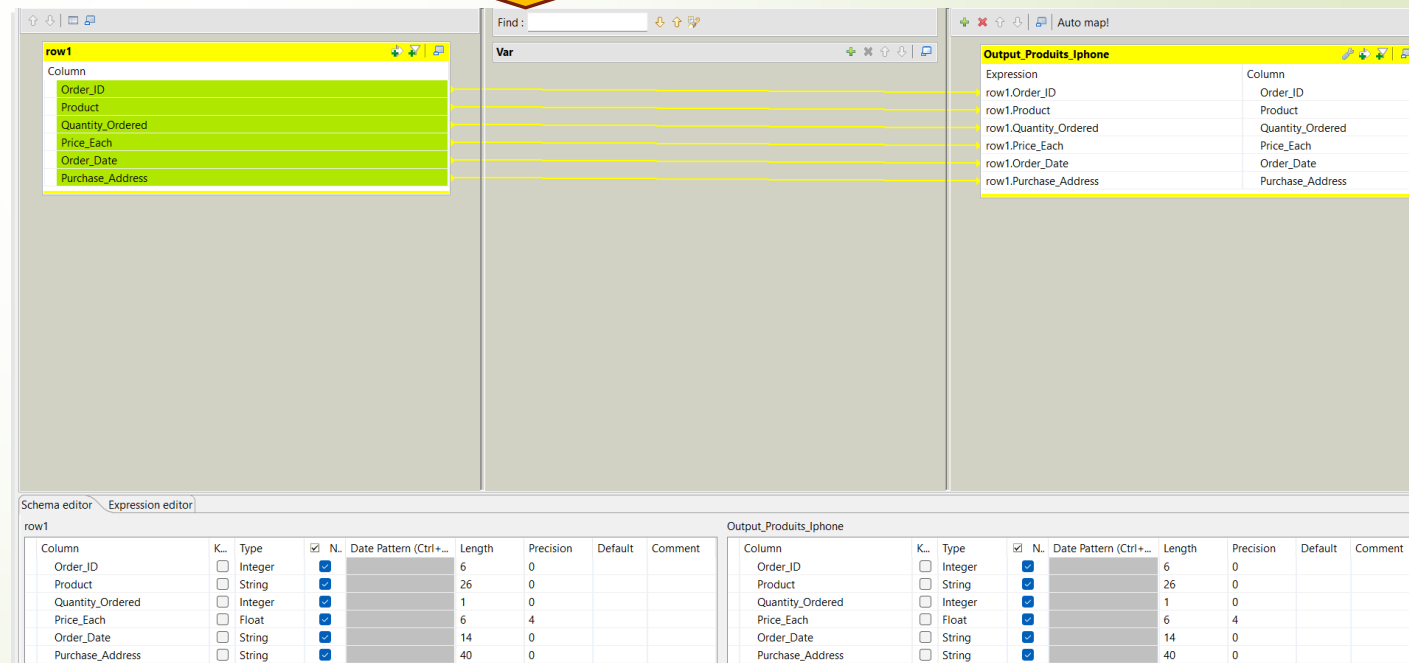 Find :
Auto map!
row1
Column
Order_ID
Product
Quantity_Ordered
Price_Each
Order_Date
Purchase_Address
Var
Output_Produits_Iphone
Expression Column
row1.Order_ID Order_ID
row1.Product Product
row1.Quantity_Ordered Quantity_Ordered
row1.Price_Each Price_Each
row1.Order_Date Order_Date
row1.Purchase_Address Purchase_Address
Schema editor Expression editor
row1
Column K... Type N.. Date Pattern (Ctrl+... Length Precision Default Comment
Order_ID Integer 6 0
Product String 26 0
Quantity_Ordered Integer 1 0
Price_Each Float 6 4
Order_Date String 14 0
Purchase_Address String 40 0
Output_Produits_Iphone
Column K... Type N.. Date Pattern (Ctrl+... Length Precision Default Comment
Order_ID Integer 6 0
Product String 26 0
Quantity_Ordered Integer 1 0
Price_Each Float 6 4
Order_Date String 14 0
Purchase_Address String 40 0